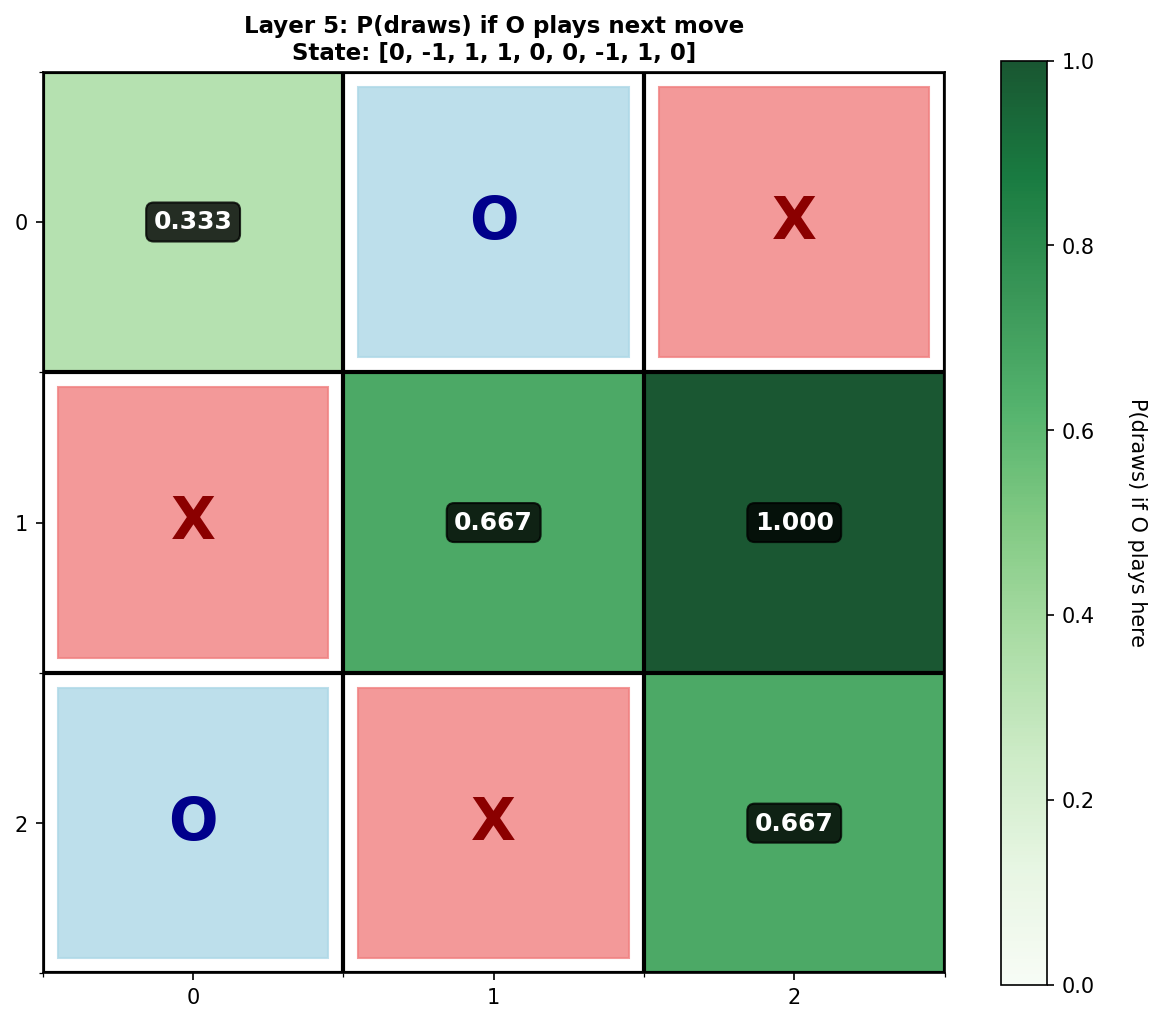 Layer 5: P(draws) if O plays next move
State: [0, -1, 1, 1, 0, 0, -1, 1, 0]
0
0.333
O
X
1
X
0.667
1.000
2
O
X
0.667
0
1
2
1.0
0.8
0.6
0.4
0.2
0.0
P(draws) if O plays here